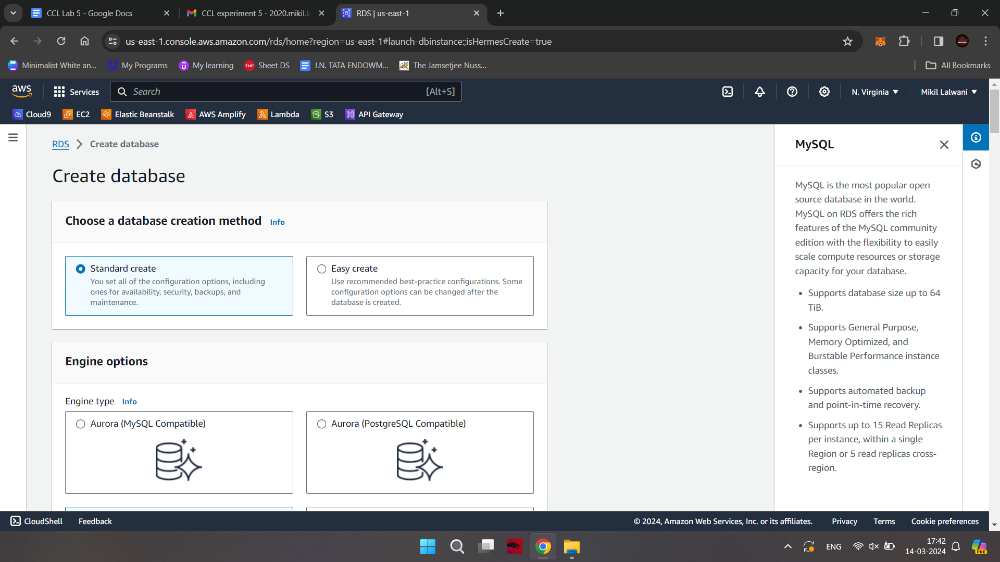 CCL Lab 5 - Google Docs
CCL experiment 5 - 2020.mikil.la
RDS | us-east-1
us-east-1.console.aws.amazon.com/rds/home?region=us-east-1#launch-dbinstance:;isHermesCreate=true
Minimalist White an...
My Programs
My learning
TUF
Sheet DS
J.N. TATA ENDOWM...
The Jamsetjee Nuss...
All Bookmarks
aws
Services
Search
[Alt+S]
N. Virginia
Mikil Lalwani
Cloud9
EC2
Elastic Beanstalk
AWS Amplify
Lambda
S3
API Gateway
RDS
Create database
Create database
Choose a database creation method Info
Standard create
You set all of the configuration options, including
ones for availability, security, backups, and
maintenance.
Easy create
Use recommended best-practice configurations. Some
configuration options can be changed after the
database is created.
Engine options
Engine type Info
Aurora (MySQL Compatible)
Aurora (PostgreSQL Compatible)
MySQL
MySQL is the most popular open
source database in the world.
MySQL on RDS offers the rich
features of the MySQL community
edition with the flexibility to easily
scale compute resources or storage
capacity for your database.
• Supports database size up to 64
TiB.
• Supports General Purpose,
Memory Optimized, and
Burstable Performance instance
classes.
• Supports automated backup
and point-in-time recovery.
• Supports up to 15 Read Replicas
per instance, within a single
Region or 5 read replicas cross-
region.
CloudShell
Feedback
© 2024, Amazon Web Services, Inc. or its affiliates.
Privacy
Terms
Cookie preferences
ENG
17:42
14-03-2024
PRE